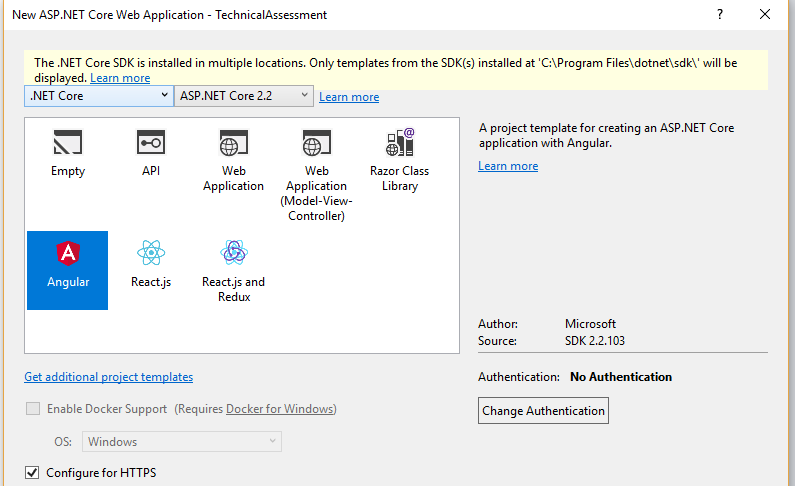 New ASP.NET Core Web Application - TechnicalAssessment
?
The .NET Core SDK is installed in multiple locations. Only templates from the SDK(s) installed at 'C:\Program Files\dotnet\sdk\' will be
displayed. Learn more
.NET Core ASP.NET Core 2.2 Learn more
Empty
API
Web
Application
Web
Application
(Model-View-
Controller)
Razor Class
Library
Angular
React.js
React.js and
Redux
A project template for creating an ASP.NET Core
application with Angular.
Learn more
Author: Microsoft
Source: SDK 2.2.103
Get additional project templates
Authentication: No Authentication
Enable Docker Support (Requires Docker for Windows)
Change Authentication
OS: Windows
Configure for HTTPS